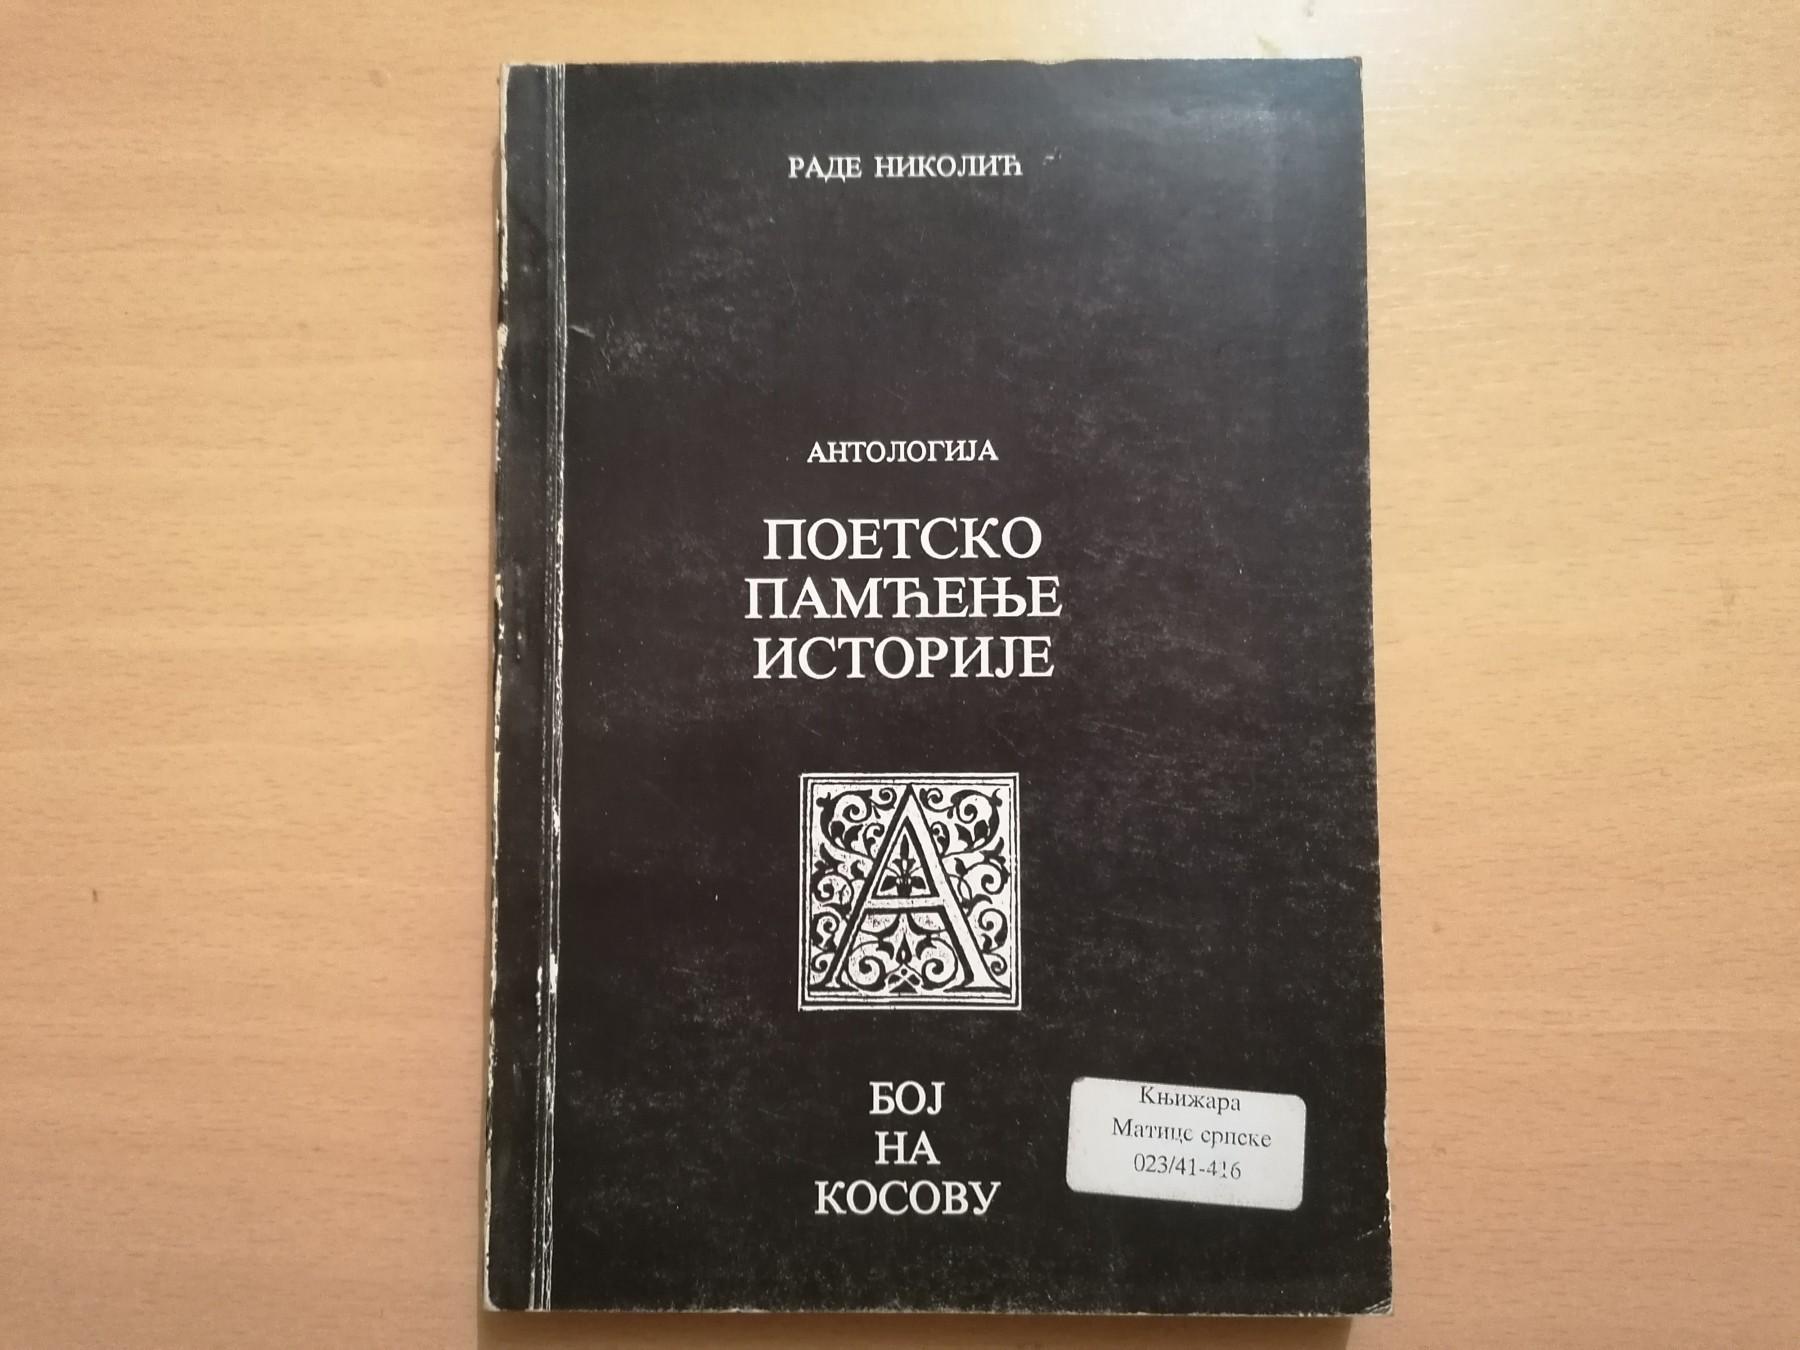 РАДЕ НИКОЛИЋ
АНТОЛОГИЈА
ПОЕТСКО
ПАМЋЕЊЕ
ИСТОРИЈЕ
А
БОЈ
НА
КОСОВУ
Књижара
Матице српске
023/41-416